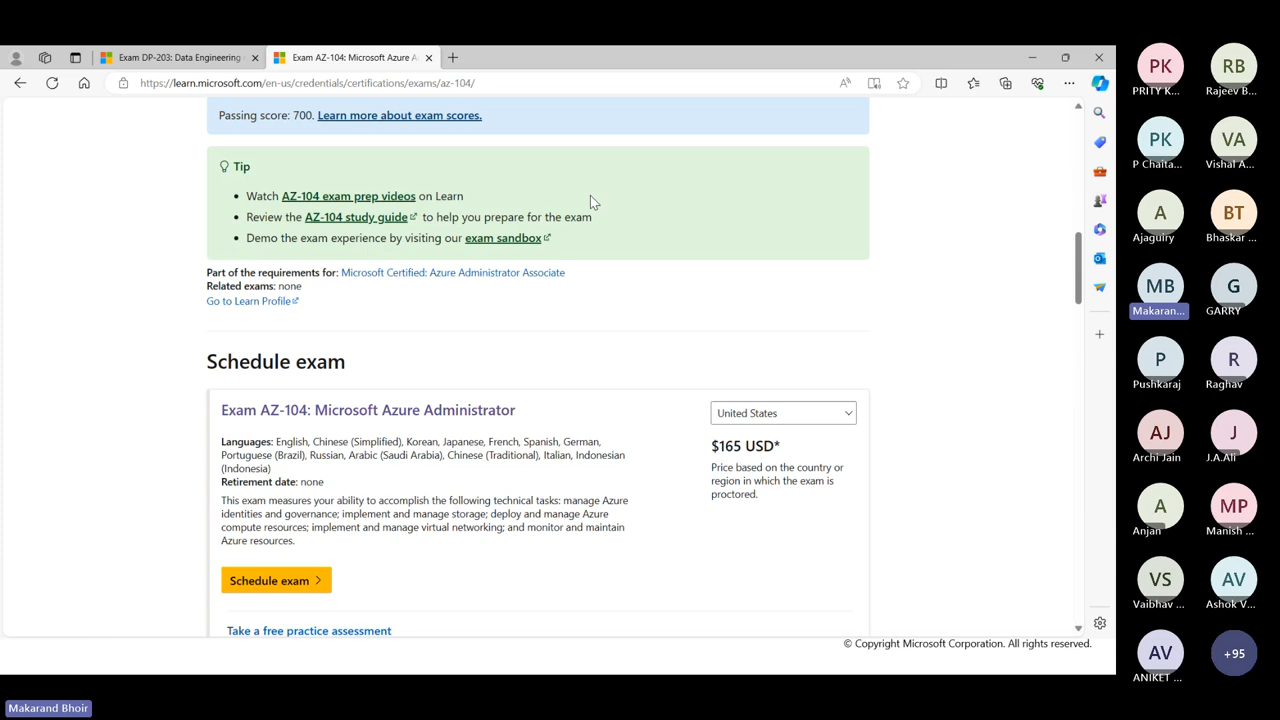 Exam DP-203: Data Engineering
Exam AZ-104: Microsoft Azure A
https://learn.microsoft.com/en-us/credentials/certifications/exams/az-104/
Passing score: 700. Learn more about exam scores.
Tip
Watch AZ-104 exam prep videos on Learn
Review the AZ-104 study guide to help you prepare for the exam
Demo the exam experience by visiting our exam sandbox
Part of the requirements for: Microsoft Certified: Azure Administrator Associate
Related exams: none
Go to Learn Profile
Schedule exam
Exam AZ-104: Microsoft Azure Administrator
Languages: English, Chinese (Simplified), Korean, Japanese, French, Spanish, German,
Portuguese (Brazil), Russian, Arabic (Saudi Arabia), Chinese (Traditional), Italian, Indonesian
(Indonesia)
Retirement date: none
This exam measures your ability to accomplish the following technical tasks: manage Azure
identities and governance; implement and manage storage; deploy and manage Azure
compute resources; implement and manage virtual networking; and monitor and maintain
Azure resources.
Schedule exam
Take a free practice assessment
United States
$165 USD*
Price based on the country or
region in which the exam is
proctored.
© Copyright Microsoft Corporation. All rights reserved.
PK RB
PRITY K... Rajeev B...
PK VA
P Chaita... Vishal A...
A BT
Ajaguiry Bhaskar ...
MB G
Makaran... GARRY
P R
Pushkaraj Raghav
AJ J
Archi Jain J.A.Ali
A MP
Anjan Manish ...
VS AV
Vaibhav ... Ashok V...
AV +95
ANIKET ...
Makarand Bhoir